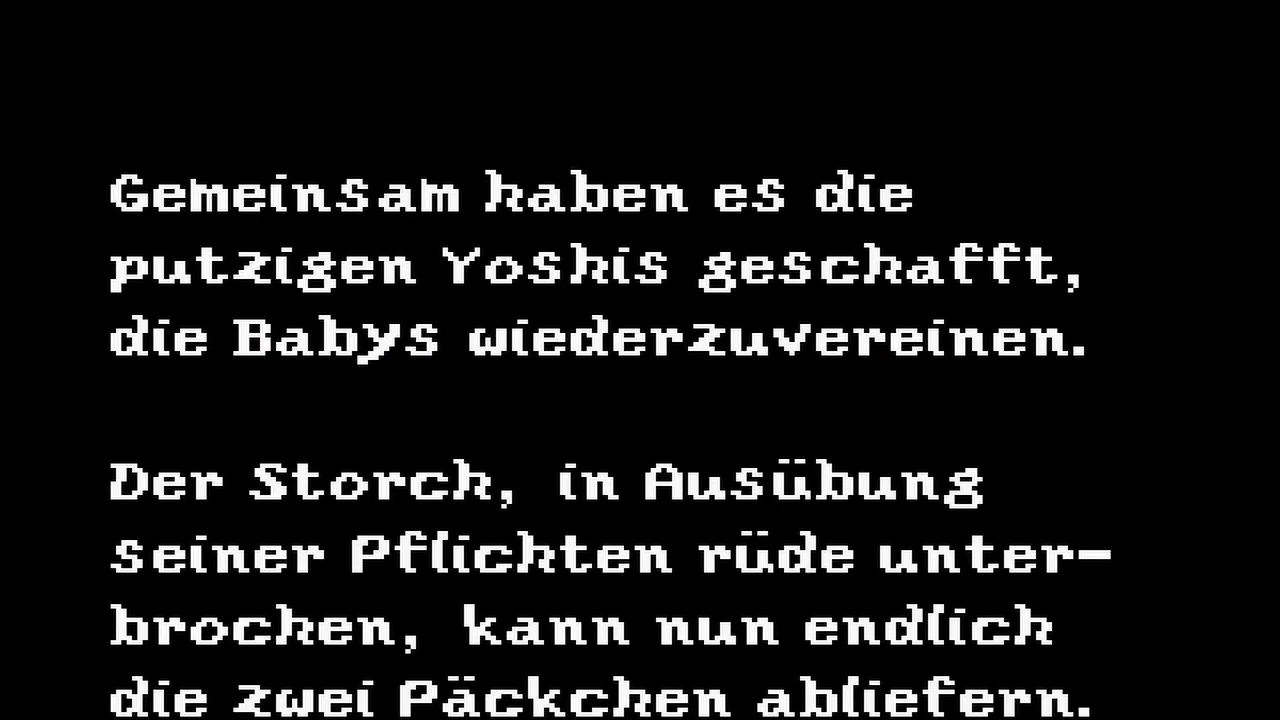 Gemeinsam haben es die
putzigen Yoshis geschafft,
die Babys wiederzuvereinen.
Der Storch, in Ausübung
seiner Pflichten rüde unter-
brochen, kann nun endlich
die zwei Päckchen abliefern.